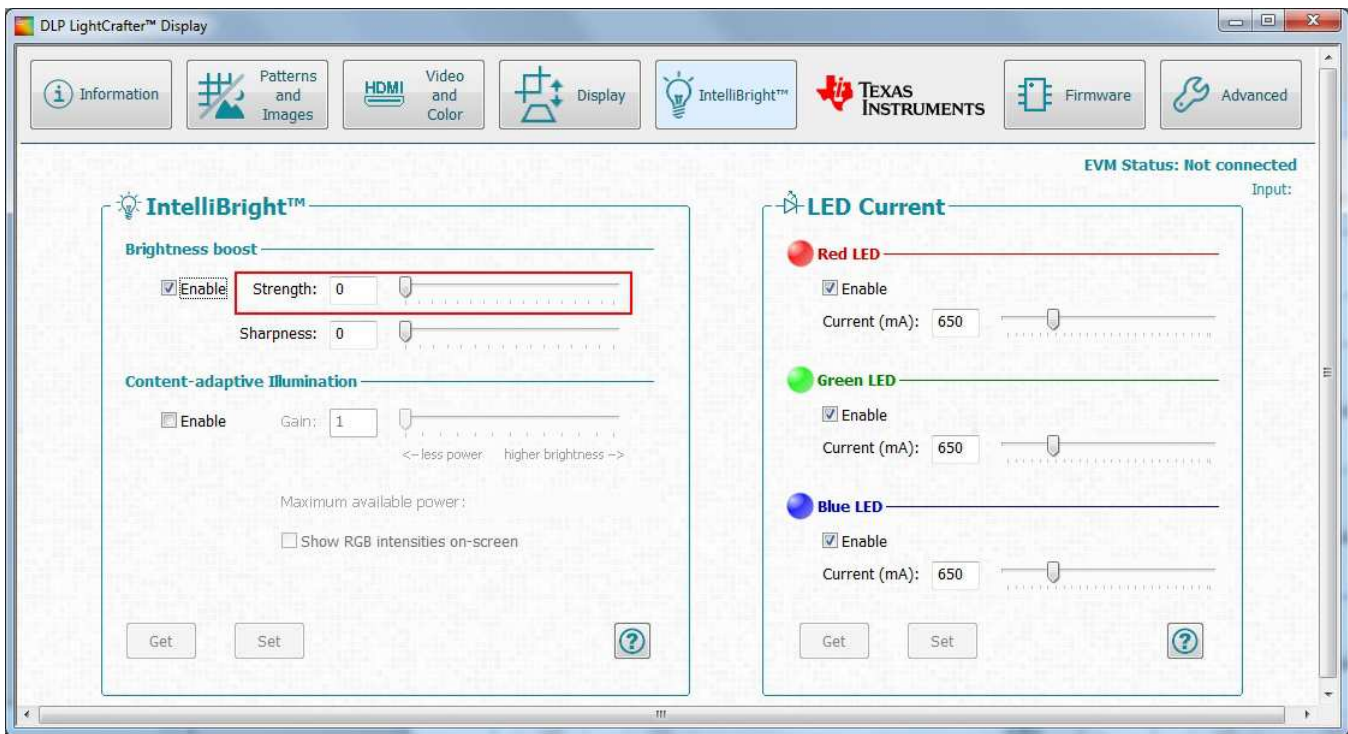 DLP LightCrafter™ Display
Information
Patterns
and
Images
HDMI
Video
and
Color
Display
IntelliBright™
TEXAS
INSTRUMENTS
Firmware
Advanced
EVM Status: Not connected
Input:
IntelliBright™
Brightness boost
Enable Strength: 0
Sharpness: 0
Content-adaptive Illumination
Enable Gain: 1
<-- less power higher brightness -->
Maximum available power:
Show RGB intensities on-screen
Get Set ?
LED Current
Red LED
Enable
Current (mA): 650
Green LED
Enable
Current (mA): 650
Blue LED
Enable
Current (mA): 650
Get Set ?